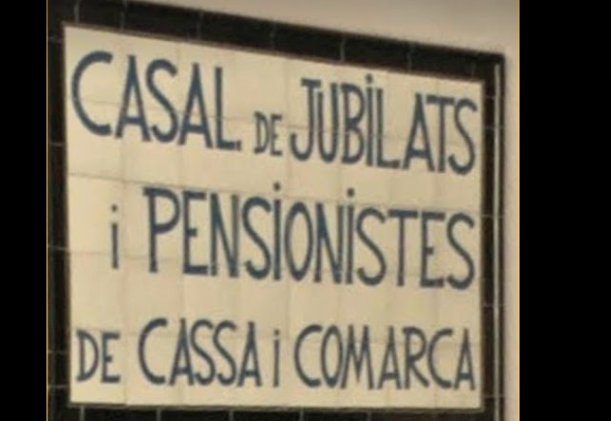 CASAL DE JUBiLATS
i PENSiONiSTES
DE CASSA i COMARCA